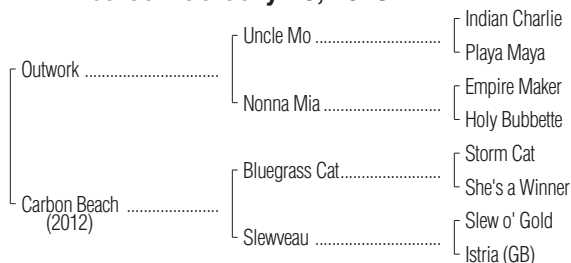 Indian Charlie
Uncle Mo
Playa Maya
Outwork
Empire Maker
Nonna Mia
Holy Bubbette
Storm Cat
Bluegrass Cat
She's a Winner
Carbon Beach
(2012)
Slew o' Gold
Slewveau
Istria (GB)